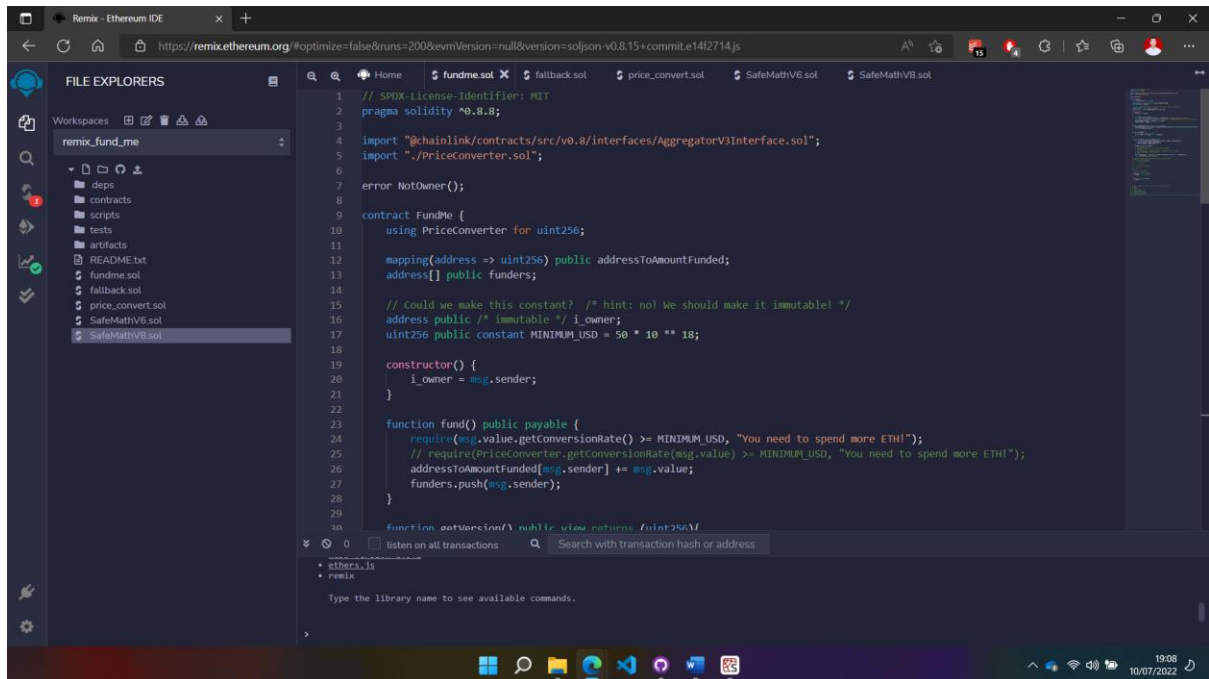 Remix - Ethereum IDE
https://remix.ethereum.org/#optimize=false&runs=200&evmVersion=null&version=soljson-v0.8.15+commit.e14f2714.js
15
FILE EXPLORERS
Workspaces
remix_fund_me
.deps
contracts
scripts
tests
artifacts
README.txt
fundme.sol
fallback.sol
price_convert.sol
SafeMathV6.sol
SafeMathV8.sol
1
Home fundme.sol fallback.sol price_convert.sol SafeMathV6.sol SafeMathV8.sol
1 // SPDX-License-Identifier: MIT
2 pragma solidity ^0.8.8;
3
4 import "@chainlink/contracts/src/v0.8/interfaces/AggregatorV3Interface.sol";
5 import "./PriceConverter.sol";
6
7 error NotOwner();
8
9 contract FundMe {
10 using PriceConverter for uint256;
11
12 mapping(address => uint256) public addressToAmountFunded;
13 address[] public funders;
14
15 // Could we make this constant? /* hint: no! We should make it immutable! */
16 address public /* immutable */ i_owner;
17 uint256 public constant MINIMUM_USD = 50 * 10 ** 18;
18
19 constructor() {
20 i_owner = msg.sender;
21 }
22
23 function fund() public payable {
24 require(msg.value.getConversionRate() >= MINIMUM_USD, "You need to spend more ETH!");
25 // require(PriceConverter.getConversionRate(msg.value) >= MINIMUM_USD, "You need to spend more ETH!");
26 addressToAmountFunded[msg.sender] += msg.value;
27 funders.push(msg.sender);
28 }
29
30 function getVersion() public view returns (uint256){
0 listen on all transactions Search with transaction hash or address
• ethers.js
• remix
Type the library name to see available commands.
>
19:08
10/07/2022